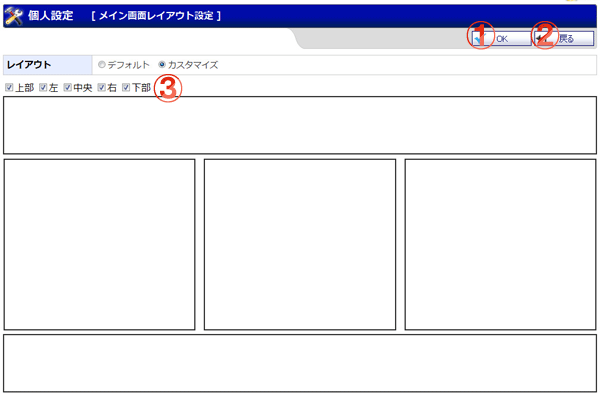 個人設定 [ メイン画面レイアウト設定 ]
① OK ② 戻る
レイアウト デフォルト カスタマイズ
上部 左 中央 右 下部 ③